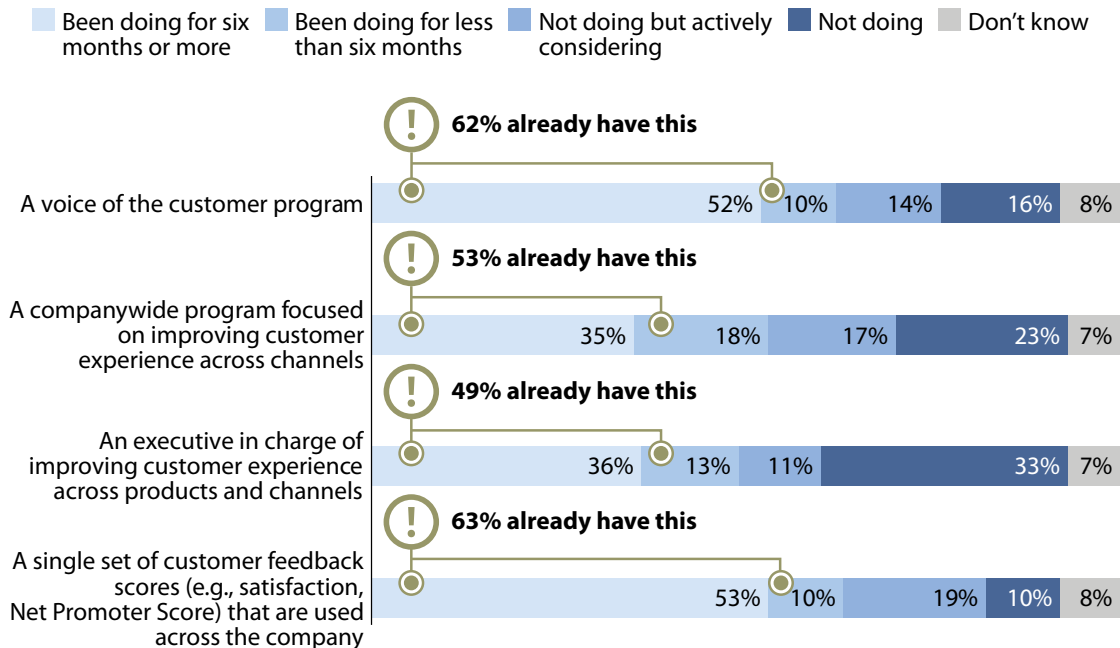 Been doing for six
months or more
Been doing for less
than six months
Not doing but actively
considering
Not doing
Don’t know
!
62% already have this
A voice of the customer program
52% 10% 14% 16% 8%
!
53% already have this
A companywide program focused
on improving customer
experience across channels
35% 18% 17% 23% 7%
!
49% already have this
An executive in charge of
improving customer experience
across products and channels
36% 13% 11% 33% 7%
!
63% already have this
A single set of customer feedback
scores (e.g., satisfaction,
Net Promoter Score) that are used
across the company
53% 10% 19% 10% 8%